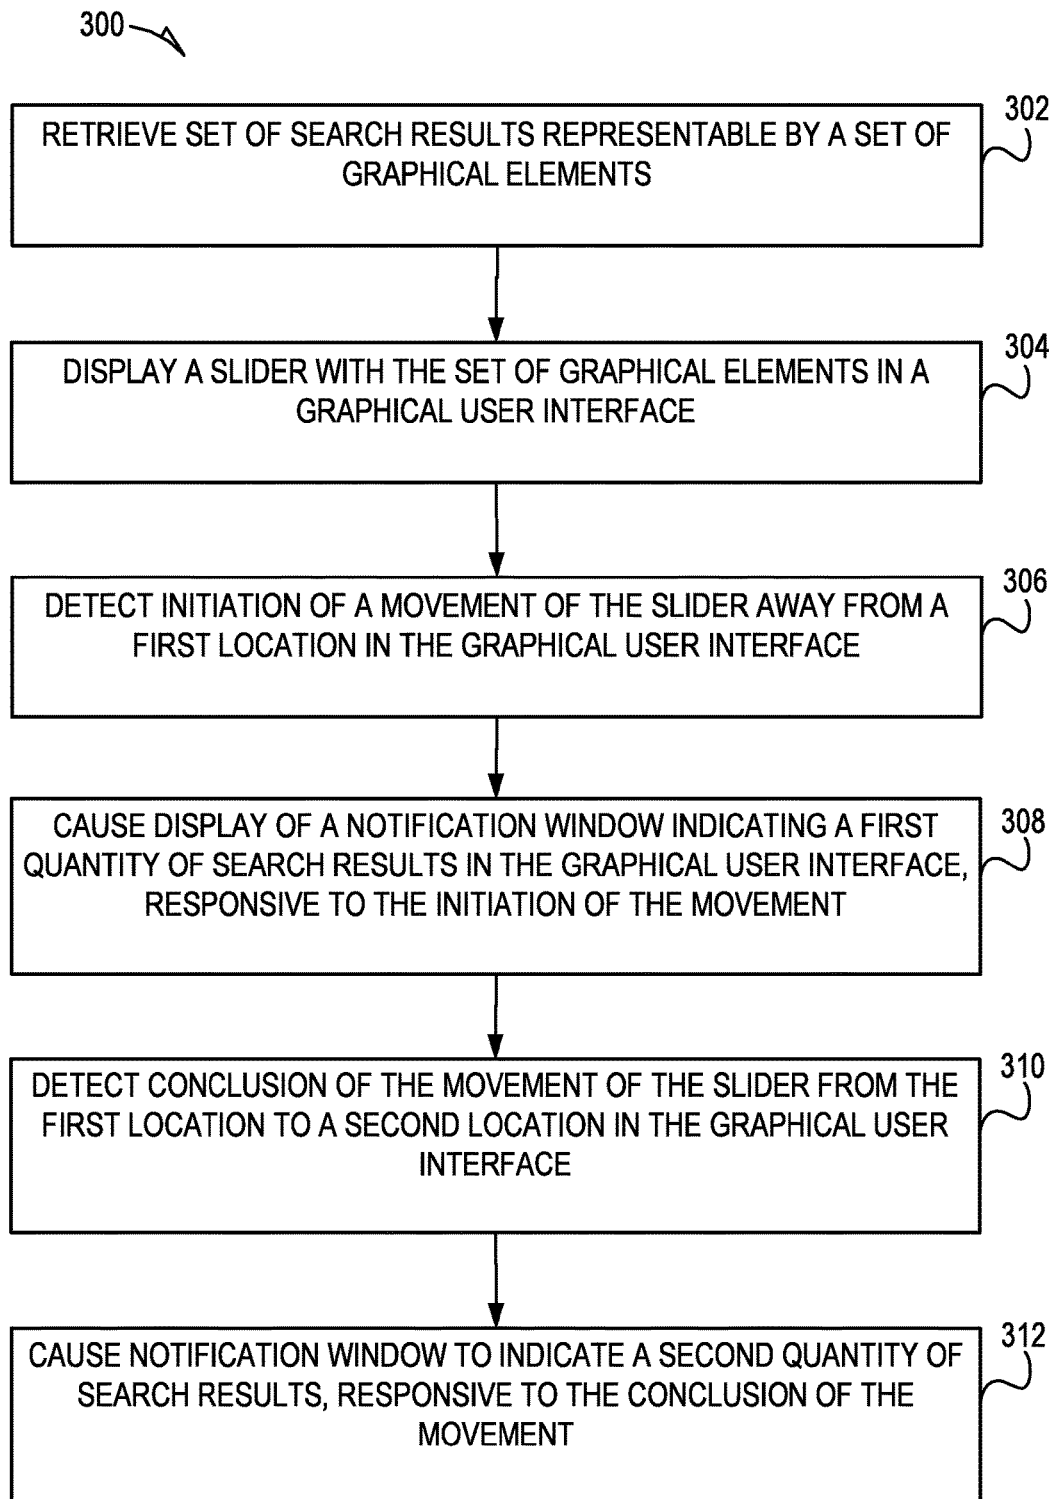 300
302
RETRIEVE SET OF SEARCH RESULTS REPRESENTABLE BY A SET OF
GRAPHICAL ELEMENTS
304
DISPLAY A SLIDER WITH THE SET OF GRAPHICAL ELEMENTS IN A
GRAPHICAL USER INTERFACE
306
DETECT INITIATION OF A MOVEMENT OF THE SLIDER AWAY FROM A
FIRST LOCATION IN THE GRAPHICAL USER INTERFACE
308
CAUSE DISPLAY OF A NOTIFICATION WINDOW INDICATING A FIRST
QUANTITY OF SEARCH RESULTS IN THE GRAPHICAL USER INTERFACE,
RESPONSIVE TO THE INITIATION OF THE MOVEMENT
310
DETECT CONCLUSION OF THE MOVEMENT OF THE SLIDER FROM THE
FIRST LOCATION TO A SECOND LOCATION IN THE GRAPHICAL USER
INTERFACE
312
CAUSE NOTIFICATION WINDOW TO INDICATE A SECOND QUANTITY OF
SEARCH RESULTS, RESPONSIVE TO THE CONCLUSION OF THE
MOVEMENT